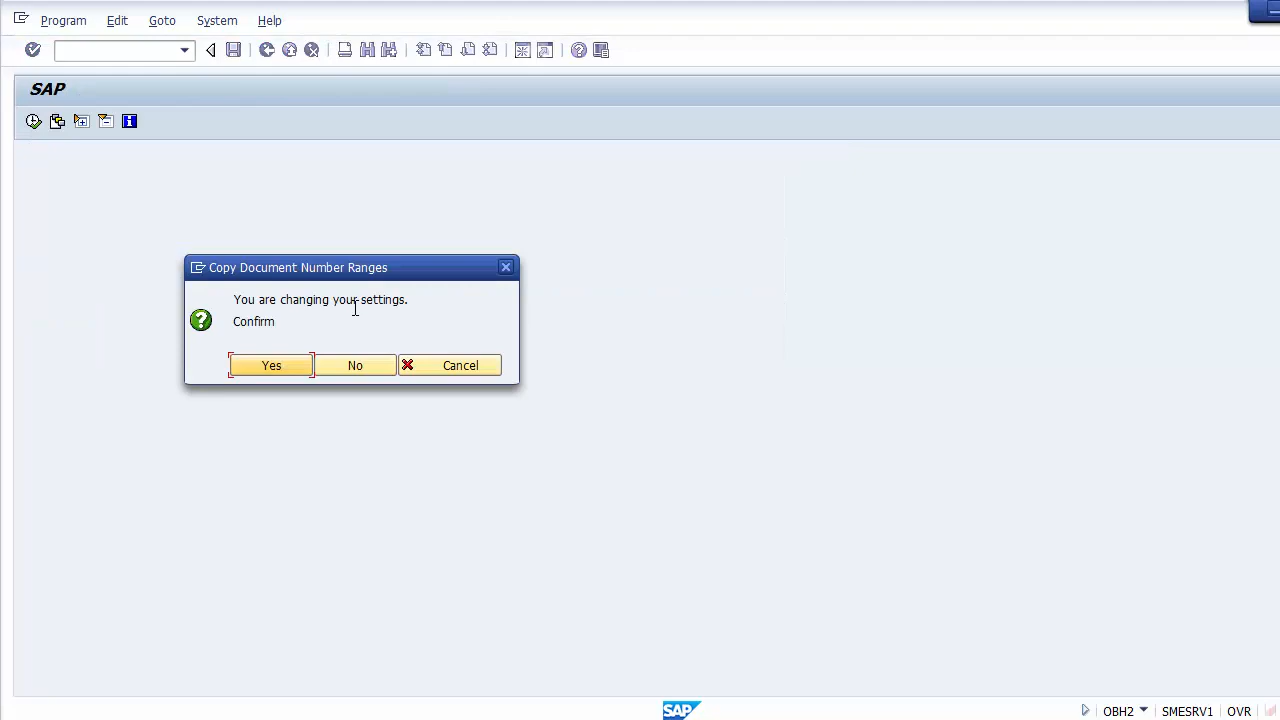 Program Edit Goto System Help
SAP
Copy Document Number Ranges
You are changing your settings.
Confirm
Yes No Cancel
SAP OBH2 SMESRV1 OVR